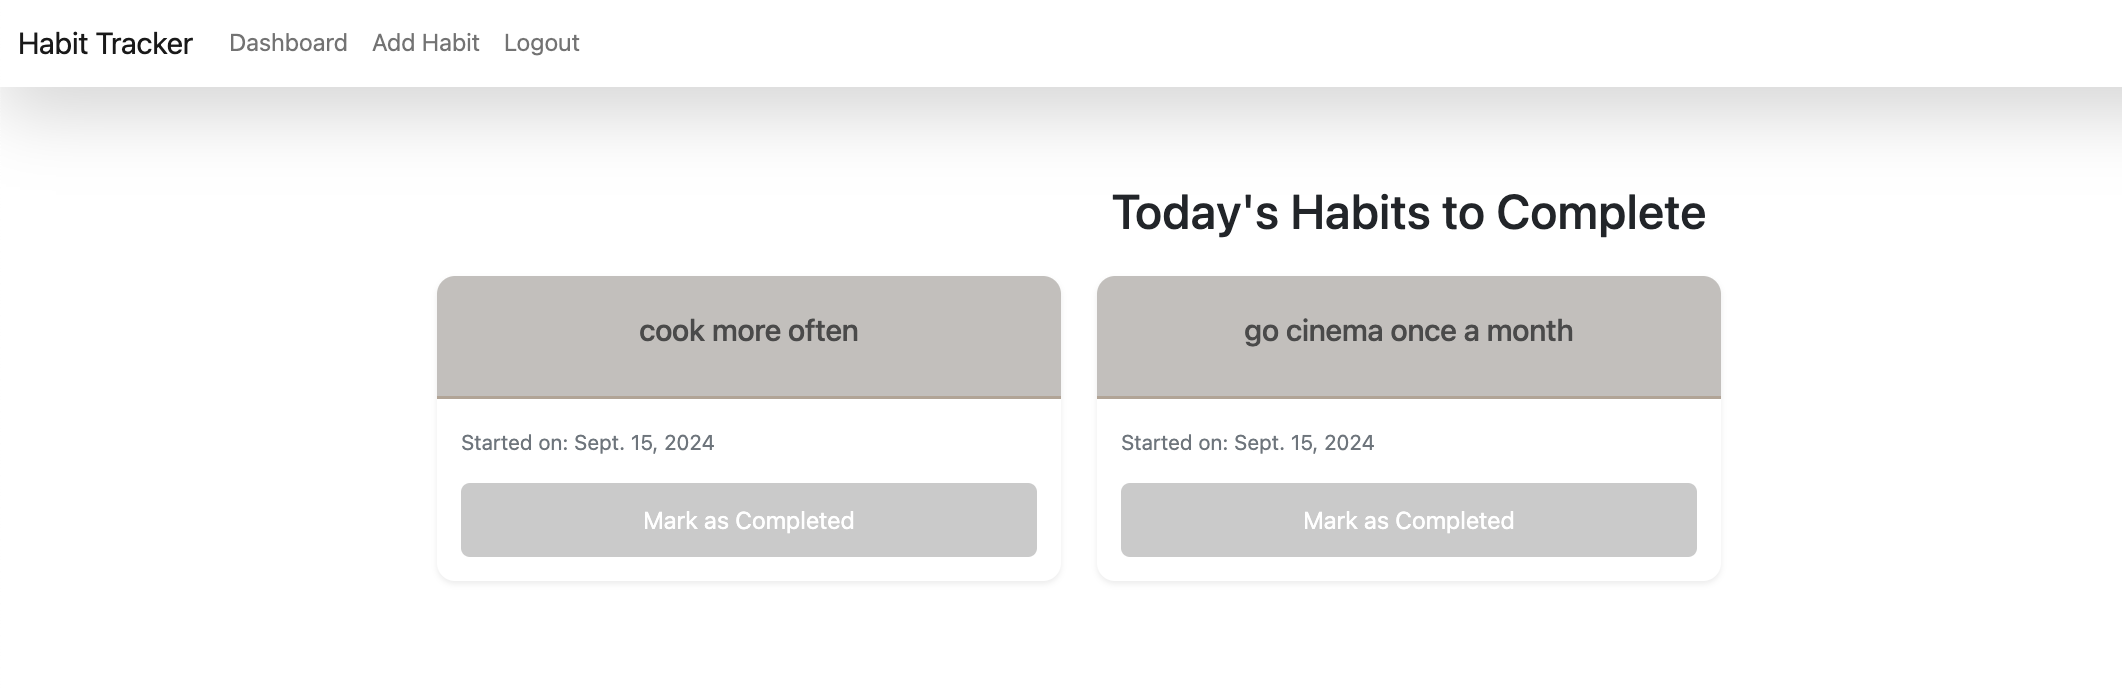 Habit Tracker Dashboard Add Habit Logout
Today's Habits to Complete
cook more often
Started on: Sept. 15, 2024
Mark as Completed
go cinema once a month
Started on: Sept. 15, 2024
Mark as Completed